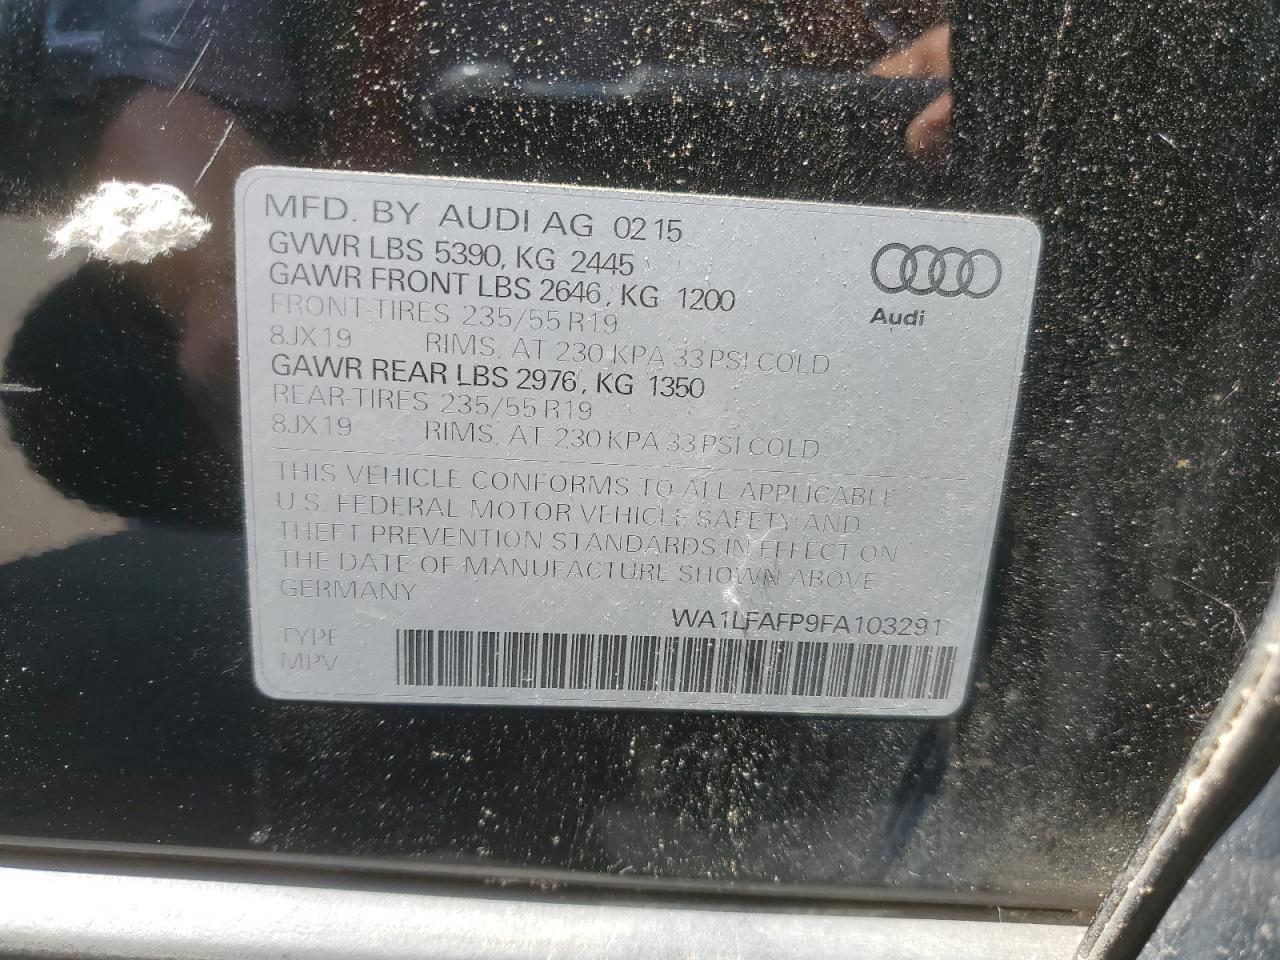 MFD. BY AUDI AG 0215
GVWR LBS 5390, KG 2445
GAWR FRONT LBS 2646, KG 1200
FRONT-TIRES 235/55 R19
8JX19 RIMS, AT 230 KPA 33 PSI COLD
GAWR REAR LBS 2976, KG 1350
REAR-TIRES 235/55 R19
8JX19 RIMS, AT 230 KPA 33 PSI COLD
Audi
THIS VEHICLE CONFORMS TO ALL APPLICABLE
U.S. FEDERAL MOTOR VEHICLE SAFETY AND
THEFT PREVENTION STANDARDS IN EFFECT ON
THE DATE OF MANUFACTURE SHOWN ABOVE
GERMANY
WA1LFAFP9FA103291
TYPE
MPV